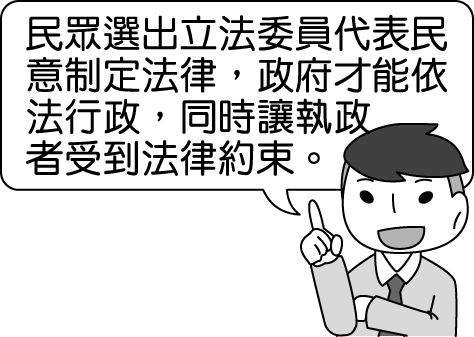 民眾選出立法委員代表民
意制定法律，政府才能依
法行政，同時讓執政
者受到法律約束。